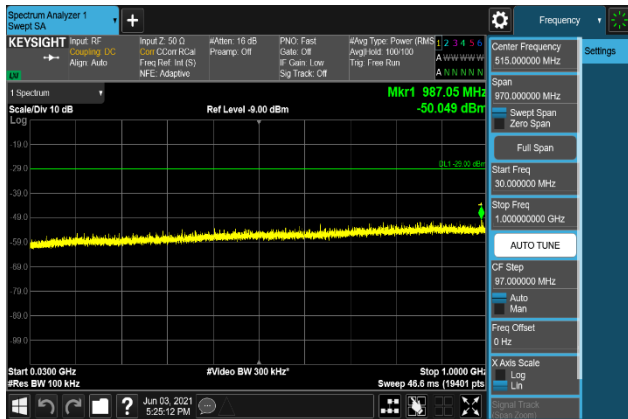 Spectrum Analyzer 1
Swept SA
+
Frequency
KEYSIGHT
Input: RF
Coupling: DC
Align: Auto
Input Z: 50 Ω
Corr CCorr RCal
Freq Ref: Int (S)
NFE: Adaptive
#Atten: 16 dB
Preamp: Off
PNO: Fast
Gate: Off
IF Gain: Low
Sig Track: Off
#Avg Type: Power (RMS
Avg|Hold: 100/100
Trig: Free Run
1 2 3 4 5 6
A W W W W W
A N N N N N
LXI
1 Spectrum
Scale/Div 10 dB
Log
Ref Level -9.00 dBm
Mkr1 987.05 MHz
-50.049 dBm
DL1 -29.00 dBm
-19.0
-29.0
-39.0
-49.0
-59.0
-69.0
-79.0
-89.0
-99.0
1
Start 0.0300 GHz
#Res BW 100 kHz
#Video BW 300 kHz*
Stop 1.0000 GHz
Sweep 46.6 ms (19401 pts
?
Jun 03, 2021
5:25:12 PM
Center Frequency
515.000000 MHz
Settings
Span
970.000000 MHz
Swept Span
Zero Span
Full Span
Start Freq
30.000000 MHz
Stop Freq
1.000000000 GHz
AUTO TUNE
CF Step
97.000000 MHz
Auto
Man
Freq Offset
0 Hz
X Axis Scale
Log
Lin
Signal Track
(Span Zoom)